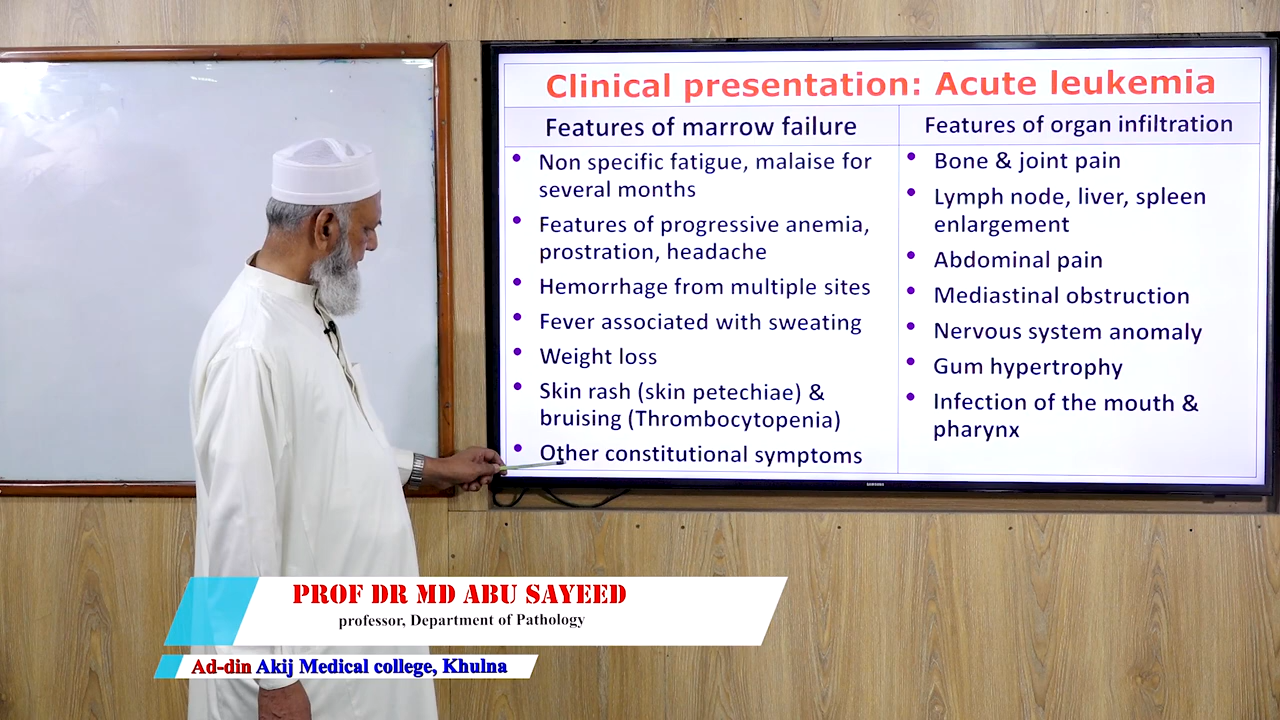 Clinical presentation: Acute leukemia
Features of marrow failure
• Non specific fatigue, malaise for
several months
• Features of progressive anemia,
prostration, headache
• Hemorrhage from multiple sites
• Fever associated with sweating
• Weight loss
• Skin rash (skin petechiae) &
bruising (Thrombocytopenia)
• Other constitutional symptoms
Features of organ infiltration
• Bone & joint pain
• Lymph node, liver, spleen
enlargement
• Abdominal pain
• Mediastinal obstruction
• Nervous system anomaly
• Gum hypertrophy
• Infection of the mouth &
pharynx
SAMSUNG
PROF DR MD ABU SAYEED
professor, Department of Pathology
Ad-din Akij Medical college, Khulna